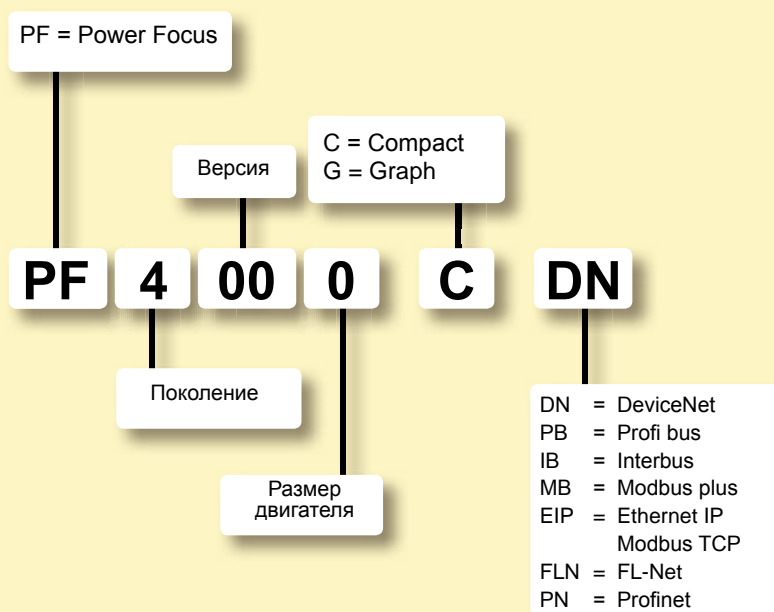 PF = Power Focus
C = Compact
G = Graph
Версия
PF 4 00 0 C DN
Поколение
Размер
двигателя
DN = DeviceNet
PB = Profi bus
IB = Interbus
MB = Modbus plus
EIP = Ethernet IP
Modbus TCP
FLN = FL-Net
PN = Profinet